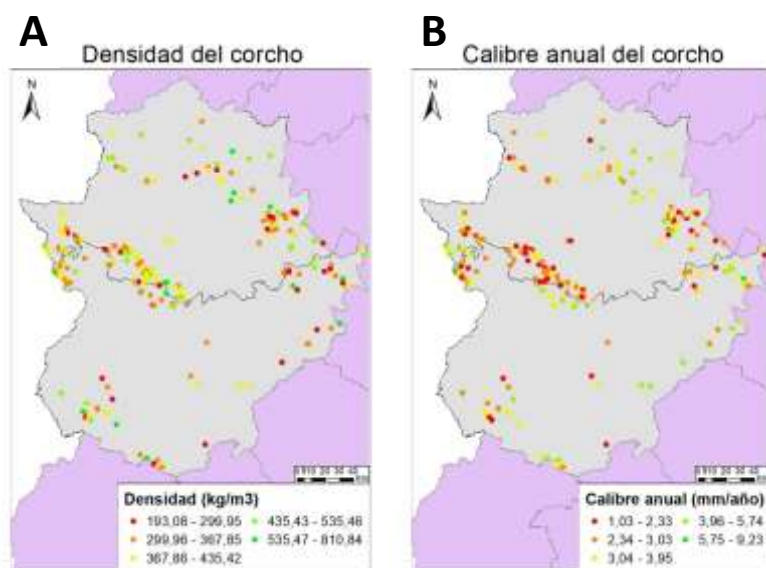 A
B
Densidad del corcho
Calibre anual del corcho
N
N
Densidad (kg/m3)
193,08 - 299,95
299,96 - 367,85
367,86 - 435,42
435,43 - 535,46
535,47 - 810,84
Calibre anual (mm/año)
1,03 - 2,33
2,34 - 3,03
3,04 - 3,95
3,96 - 5,74
5,75 - 9,23